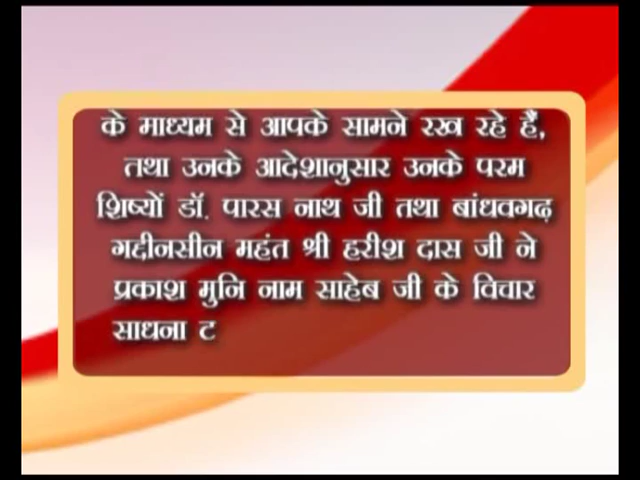 के माध्यम से आपके सामने रख रहे हैं,
तथा उनके आदेशानुसार उनके परम
शिष्यों डॉ. पारस नाथ जी तथा बांधवगढ़
गद्दीनसीन महंत श्री हरीश दास जी ने
प्रकाश मुनि नाम साहेब जी के विचार
साधना ट